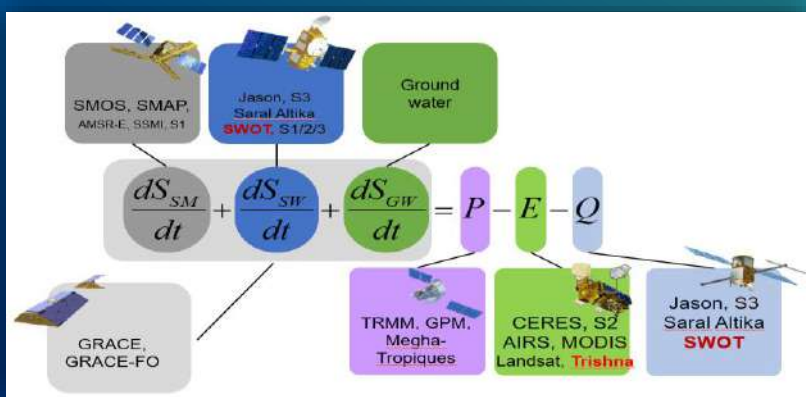 SMOS, SMAP,
AMSR-E, SSMI, S1
Jason, S3
Saral Altika
SWOT, S1/2/3
Ground
water
dS_SM/dt + dS_SW/dt + dS_GW/dt = P − E − Q
GRACE,
GRACE-FO
TRMM, GPM,
Megha-
Tropiques
CERES, S2
AIRS, MODIS
Landsat, Trishna
Jason, S3
Saral Altika
SWOT